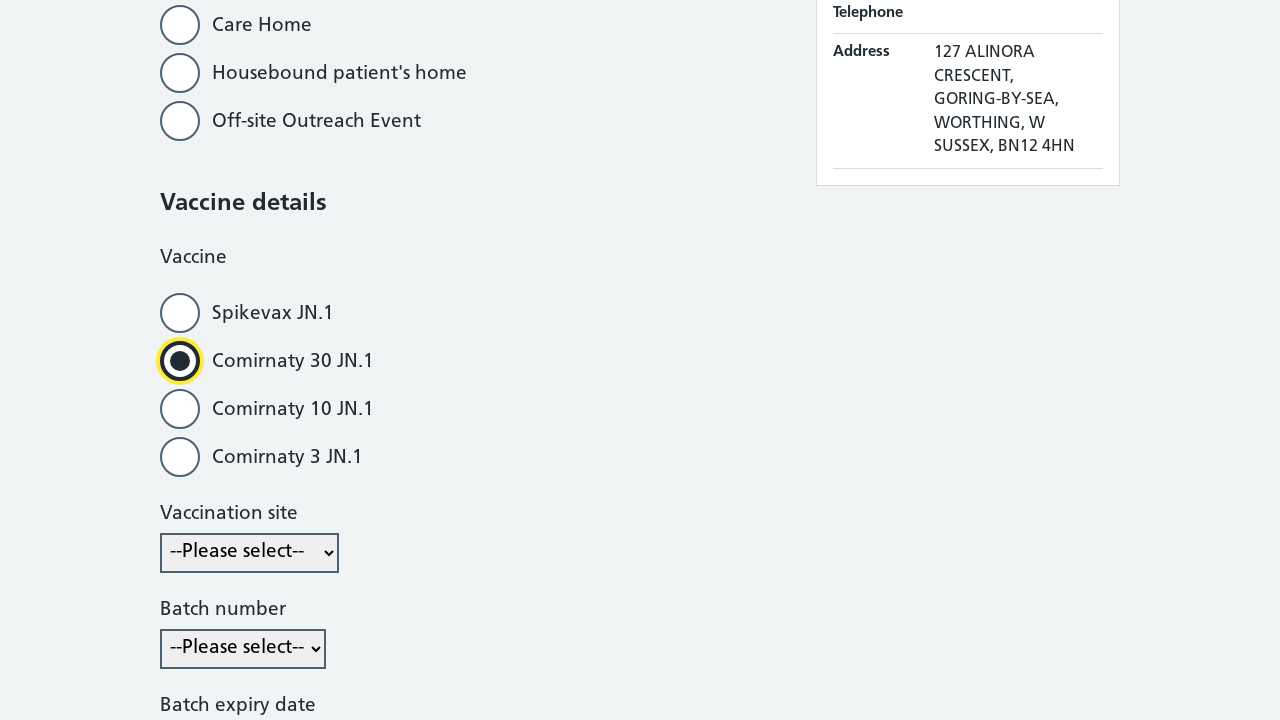 Care Home
Housebound patient's home
Off-site Outreach Event
Vaccine details
Vaccine
Spikevax JN.1
Comirnaty 30 JN.1
Comirnaty 10 JN.1
Comirnaty 3 JN.1
Vaccination site
--Please select--
Batch number
--Please select--
Batch expiry date
Telephone
Address
127 ALINORA
CRESCENT,
GORING-BY-SEA,
WORTHING, W
SUSSEX, BN12 4HN